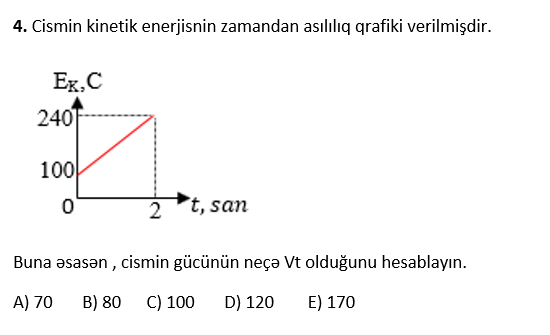 4. Cismin kinetik enerjisnin zamandan asılılıq qrafiki verilmişdir.
Eₖ,C
240
100
0
2
t, san
Buna əsasən , cismin gücünün neçə Vt olduğunu hesablayın.
A) 70 B) 80 C) 100 D) 120 E) 170